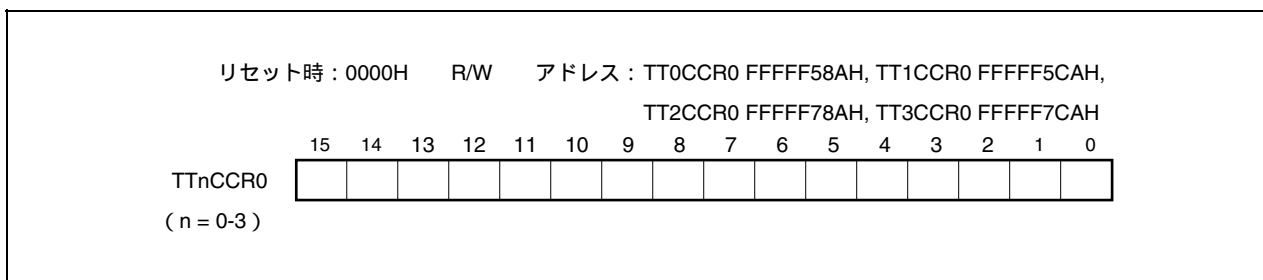 リセット時：0000H R/W アドレス：TT0CCR0 FFFFF58AH, TT1CCR0 FFFFF5CAH,
TT2CCR0 FFFFF78AH, TT3CCR0 FFFFF7CAH
15 14 13 12 11 10 9 8 7 6 5 4 3 2 1 0
TTnCCR0
（n = 0-3）